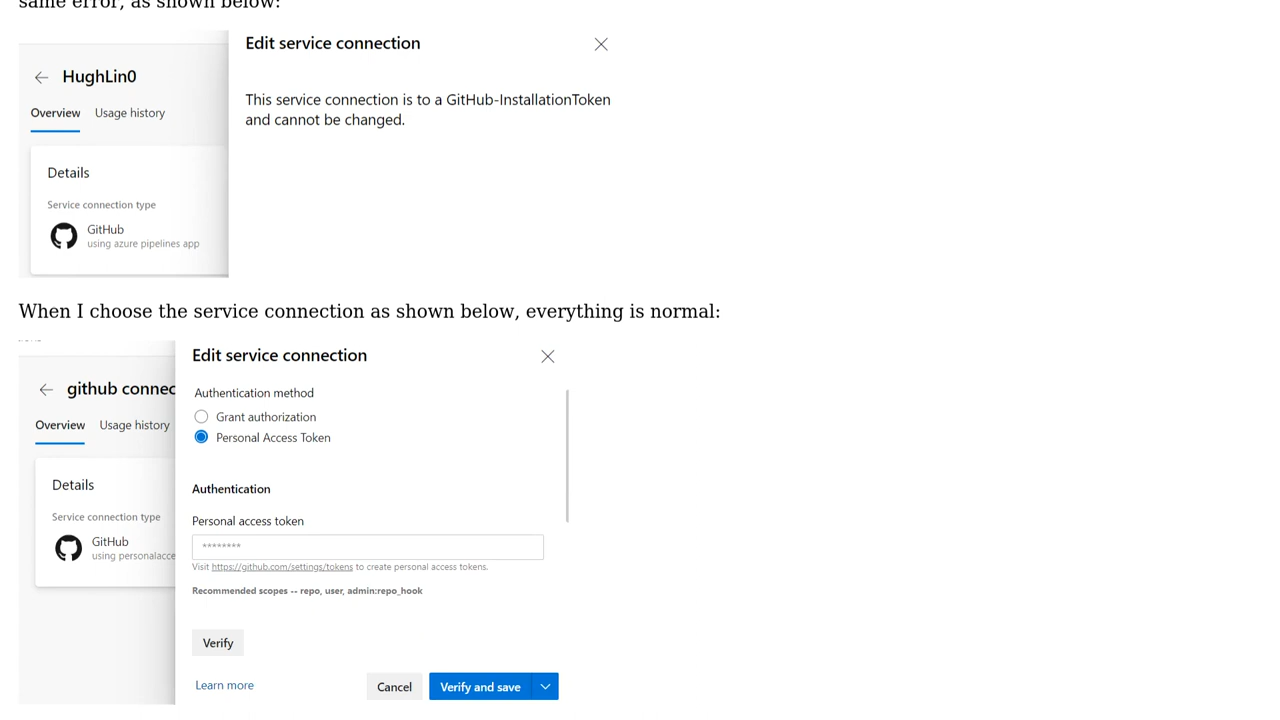 same error, as shown below:
Edit service connection
HughLin0
This service connection is to a GitHub-InstallationToken
and cannot be changed.
Overview Usage history
Details
Service connection type
GitHub
using azure pipelines app
When I choose the service connection as shown below, everything is normal:
Edit service connection
github connec
Authentication method
Grant authorization
Overview Usage history
Personal Access Token
Details
Authentication
Service connection type
Personal access token
GitHub
using personalacce
********
Visit https://github.com/settings/tokens to create personal access tokens.
Recommended scopes -- repo, user, admin:repo_hook
Verify
Learn more
Cancel
Verify and save